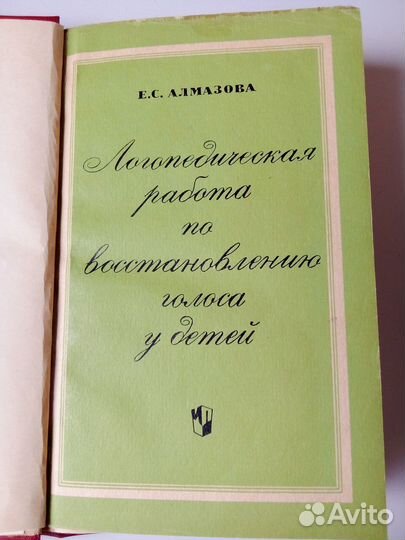 Е.С. АЛМАЗОВА
Логопедическая
работа
по
восстановлению
голоса
у детей
Avito